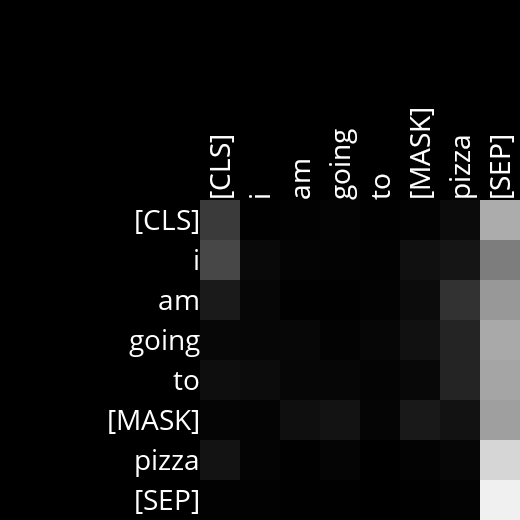 [CLS] i am going to [MASK] pizza [SEP]
[CLS]
i
am
going
to
[MASK]
pizza
[SEP]